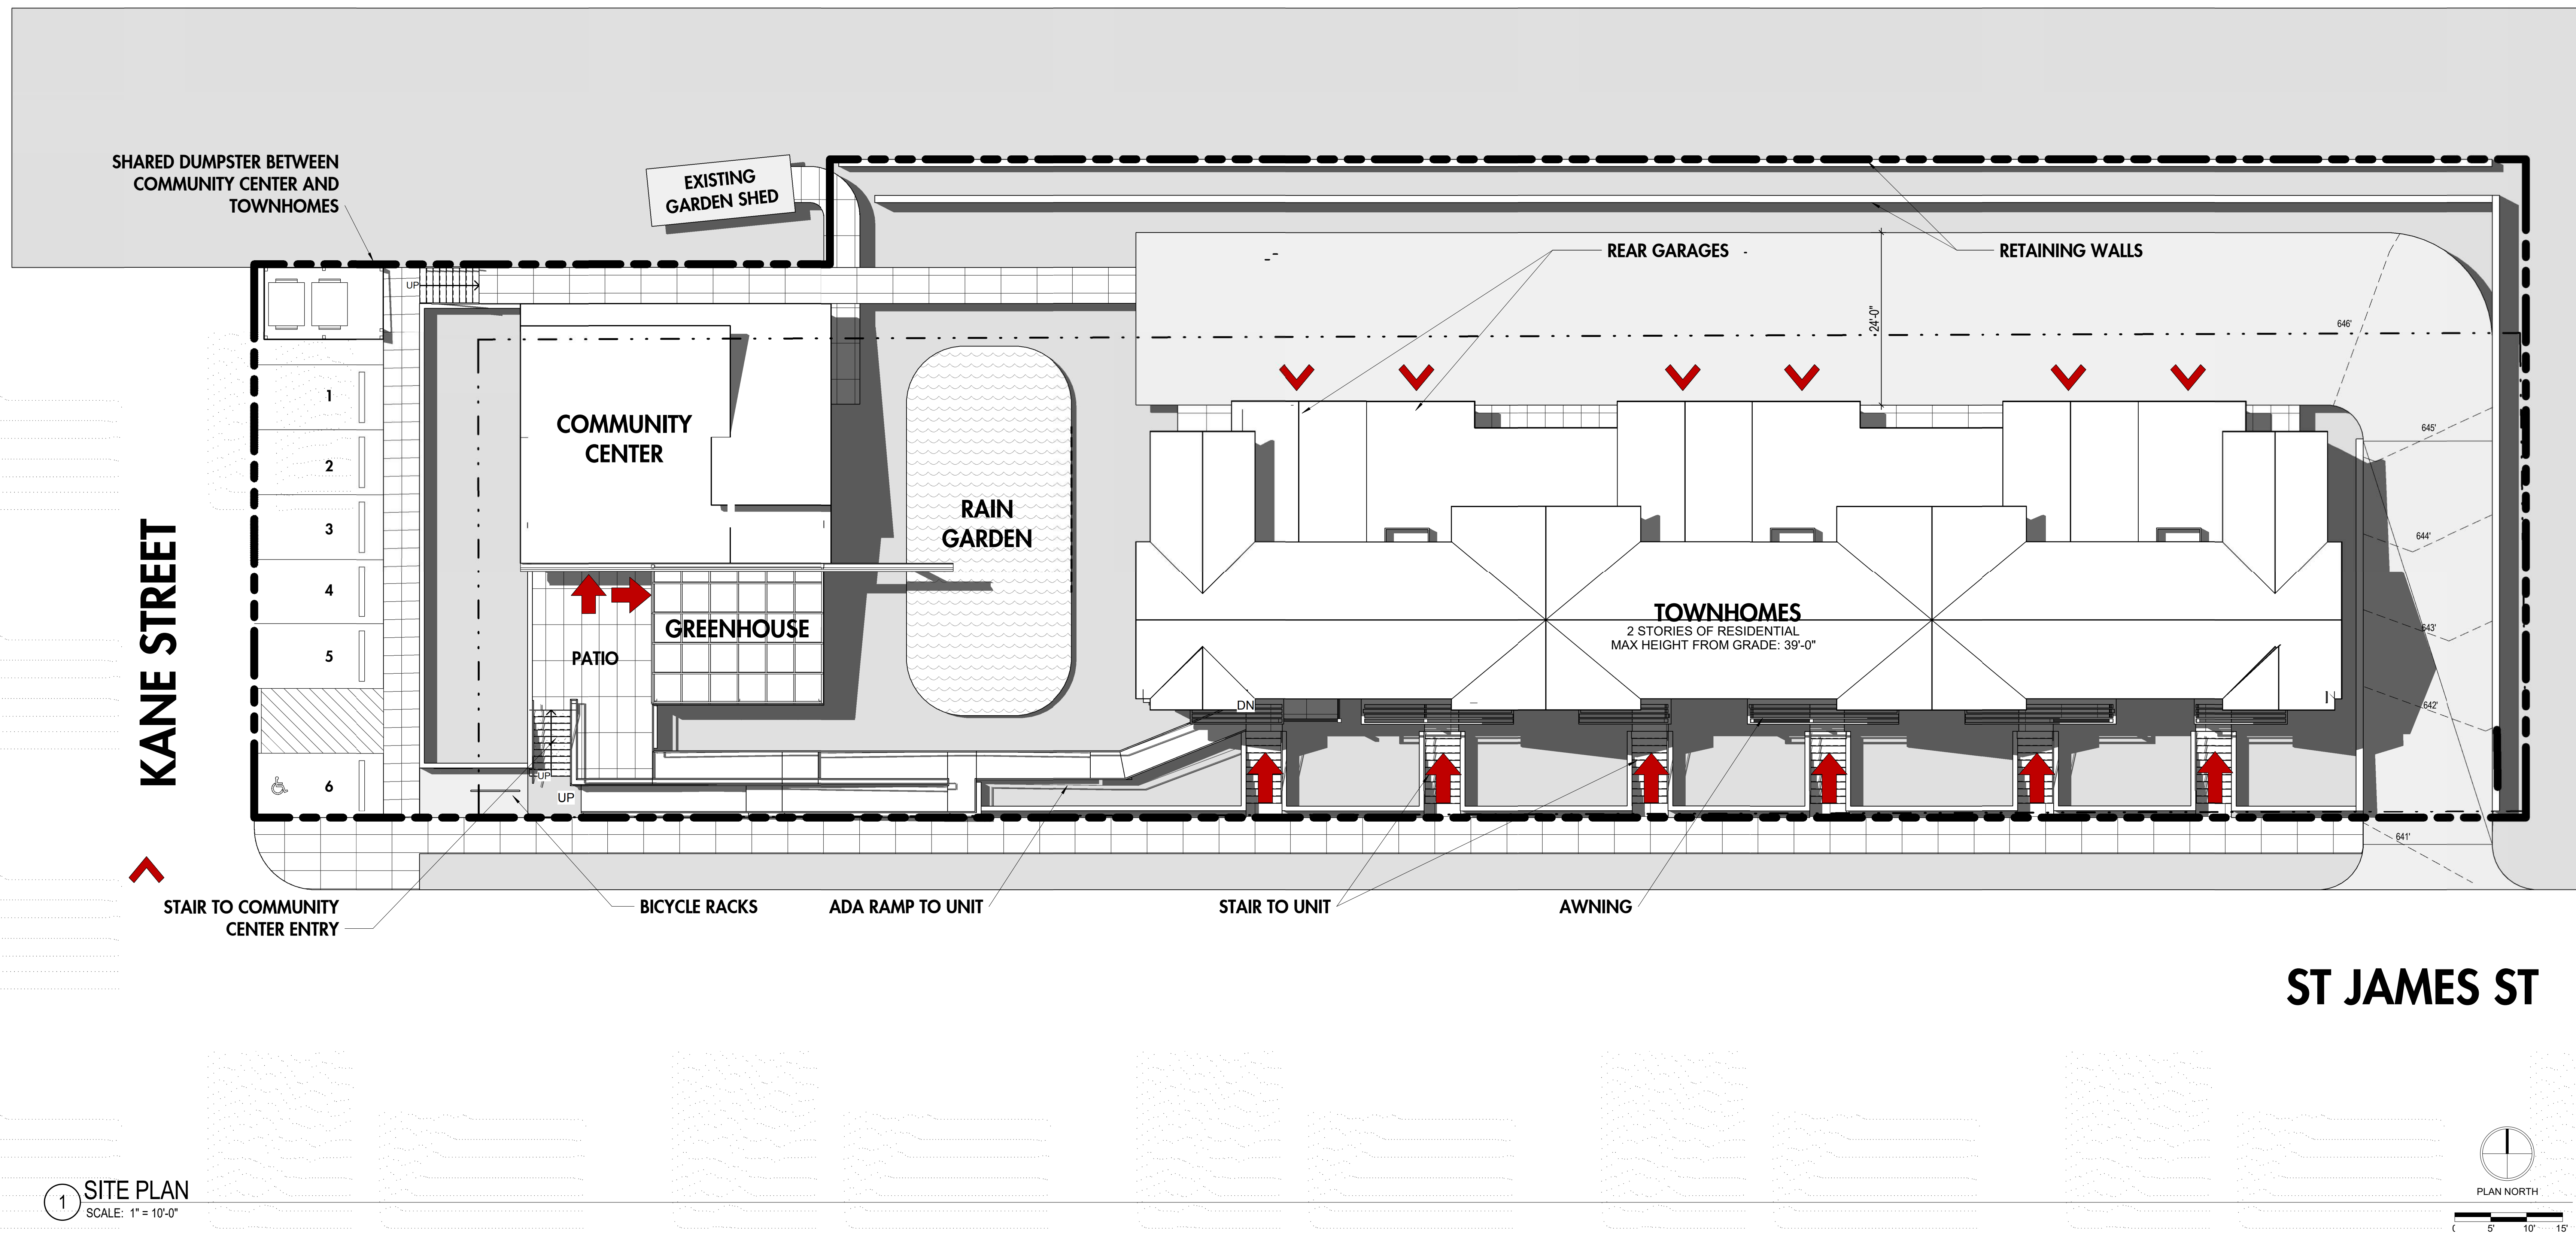 SHARED DUMPSTER BETWEEN
COMMUNITY CENTER AND
TOWNHOMES
EXISTING
GARDEN SHED
REAR GARAGES
RETAINING WALLS
UP
24'-0"
646'
1
2
3
4
5
6
COMMUNITY
CENTER
RAIN
GARDEN
645'
644'
643'
642'
641'
KANE STREET
GREENHOUSE
PATIO
TOWNHOMES
2 STORIES OF RESIDENTIAL
MAX HEIGHT FROM GRADE: 39'-0"
DN
UP
UP
STAIR TO COMMUNITY
CENTER ENTRY
BICYCLE RACKS
ADA RAMP TO UNIT
STAIR TO UNIT
AWNING
ST JAMES ST
1
SITE PLAN
SCALE: 1" = 10'-0"
PLAN NORTH
0 5' 10' 15'